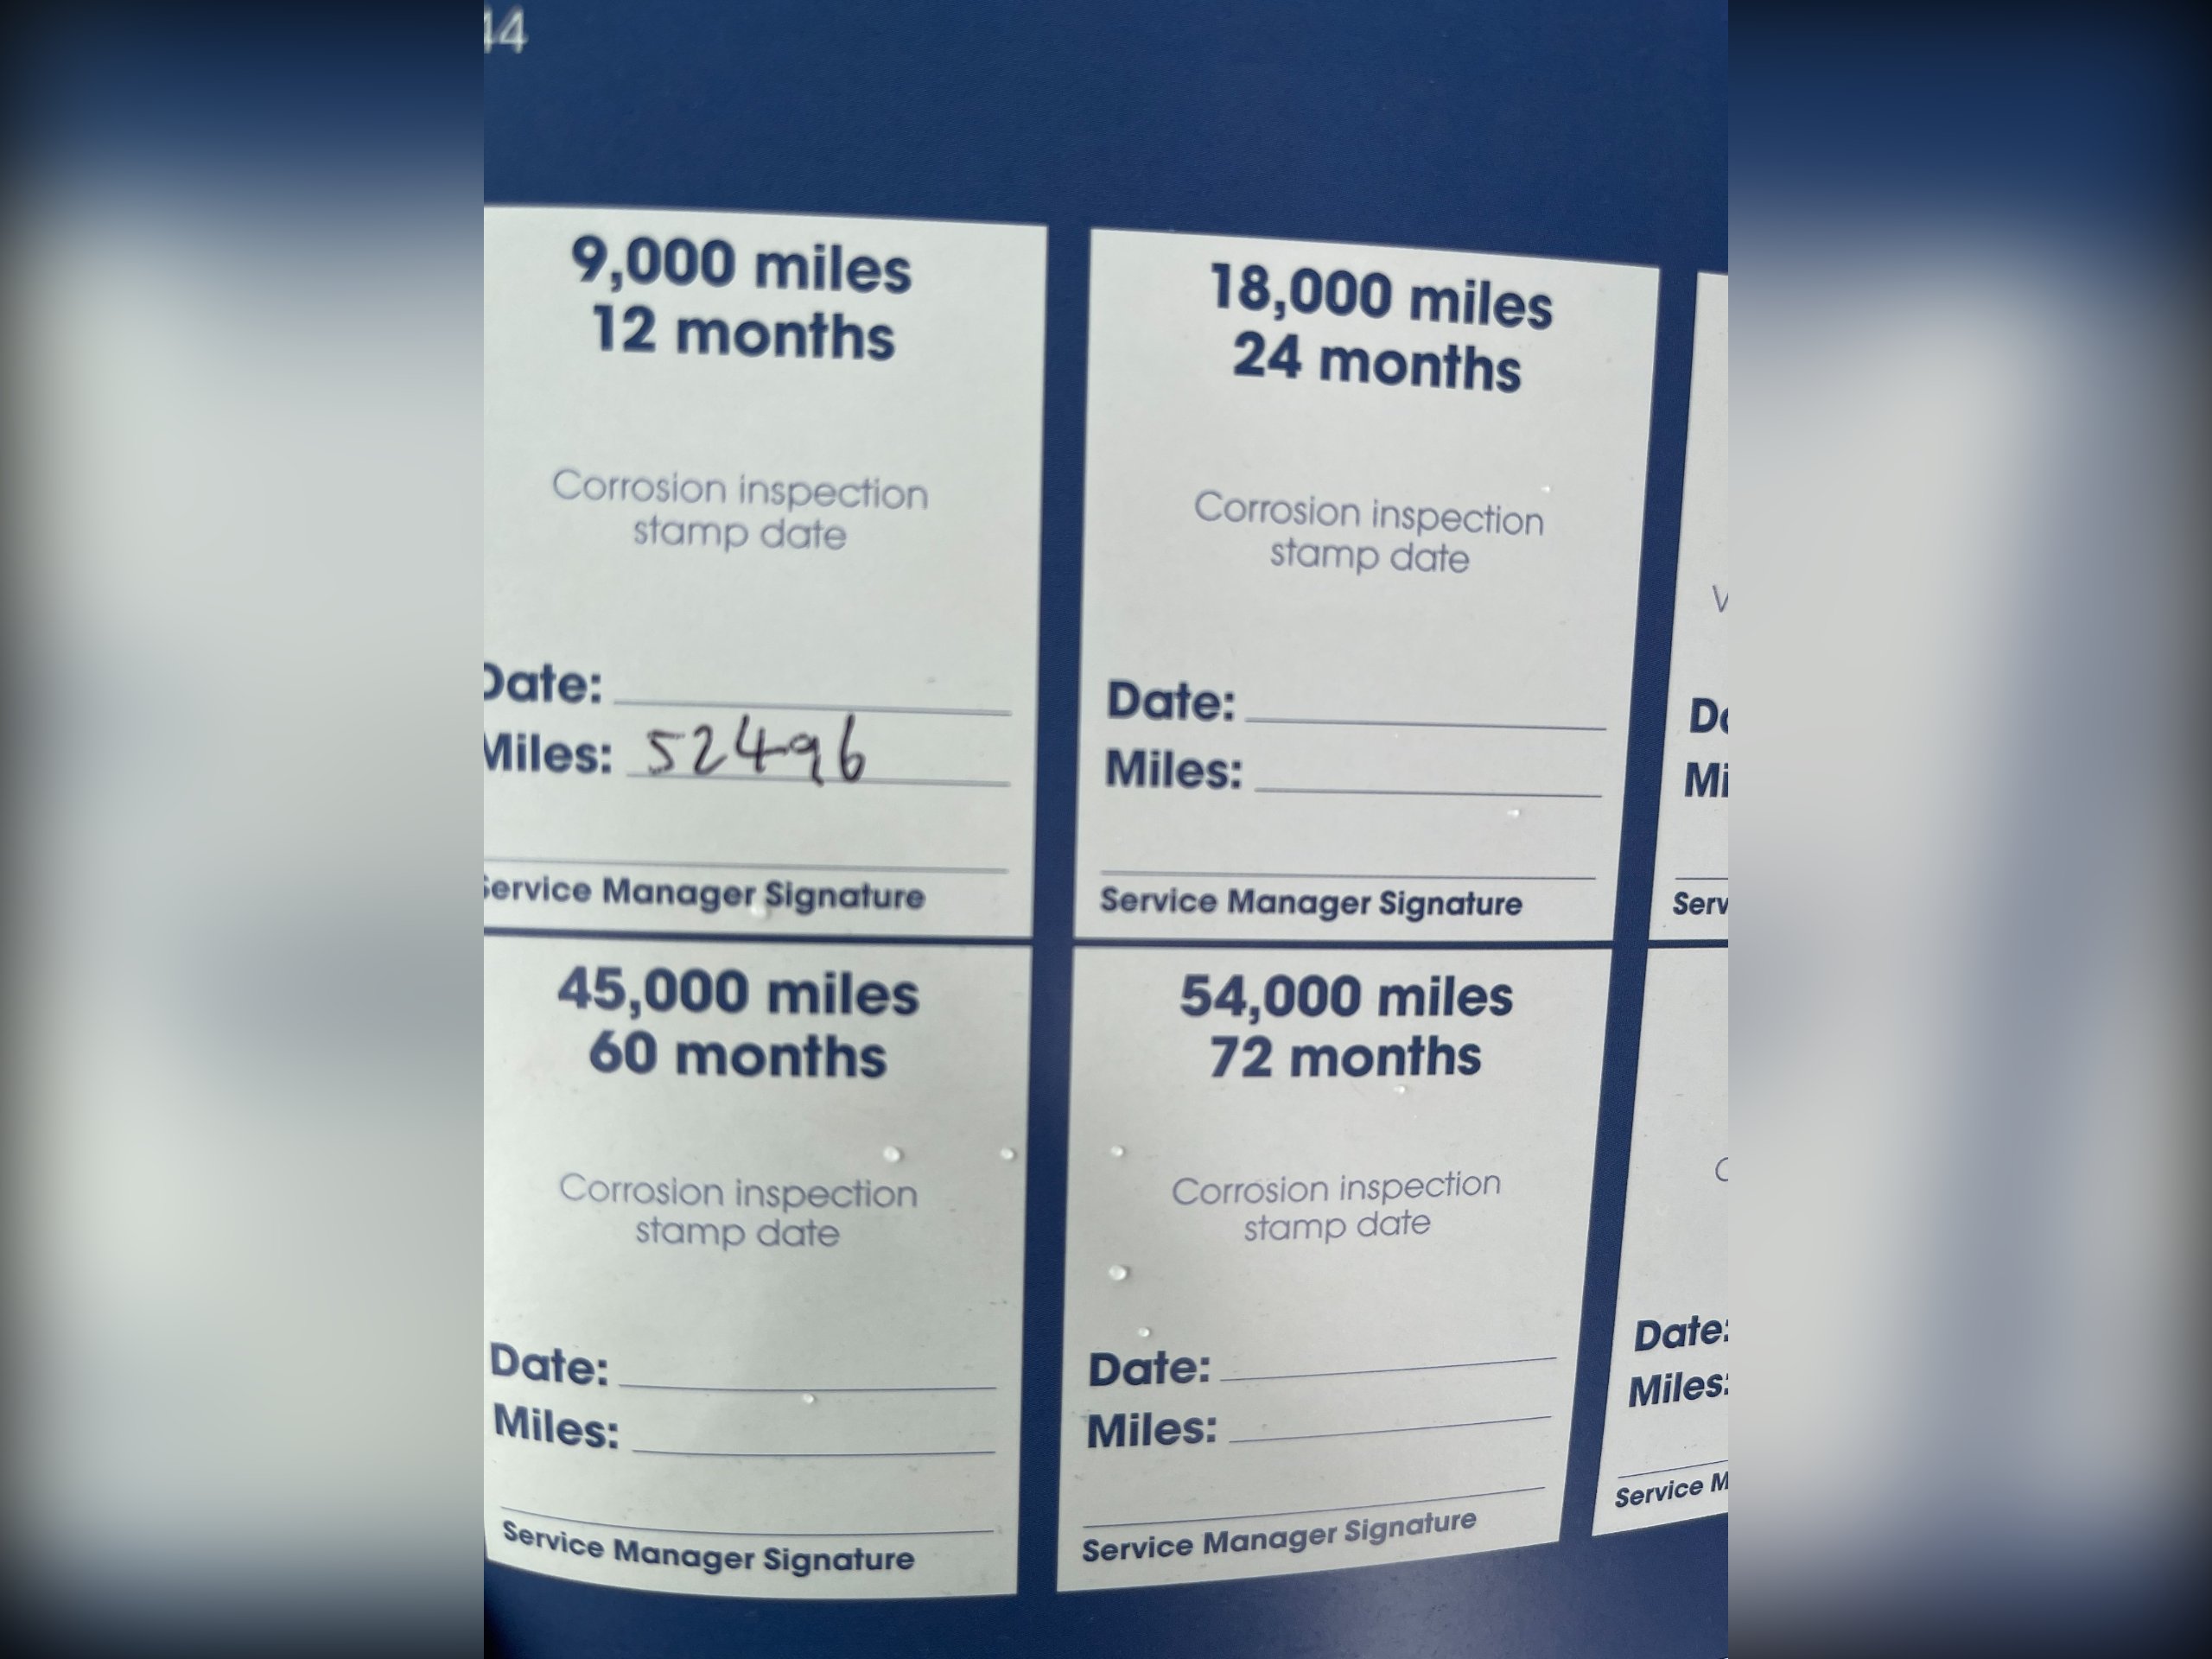 44
9,000 miles
12 months
Corrosion inspection
stamp date
Date:
Miles: 52496
Service Manager Signature
18,000 miles
24 months
Corrosion inspection
stamp date
Date:
Miles:
Service Manager Signature
45,000 miles
60 months
Corrosion inspection
stamp date
Date:
Miles:
Service Manager Signature
54,000 miles
72 months
Corrosion inspection
stamp date
Date:
Miles:
Service Manager Signature
Date:
Miles:
Service M